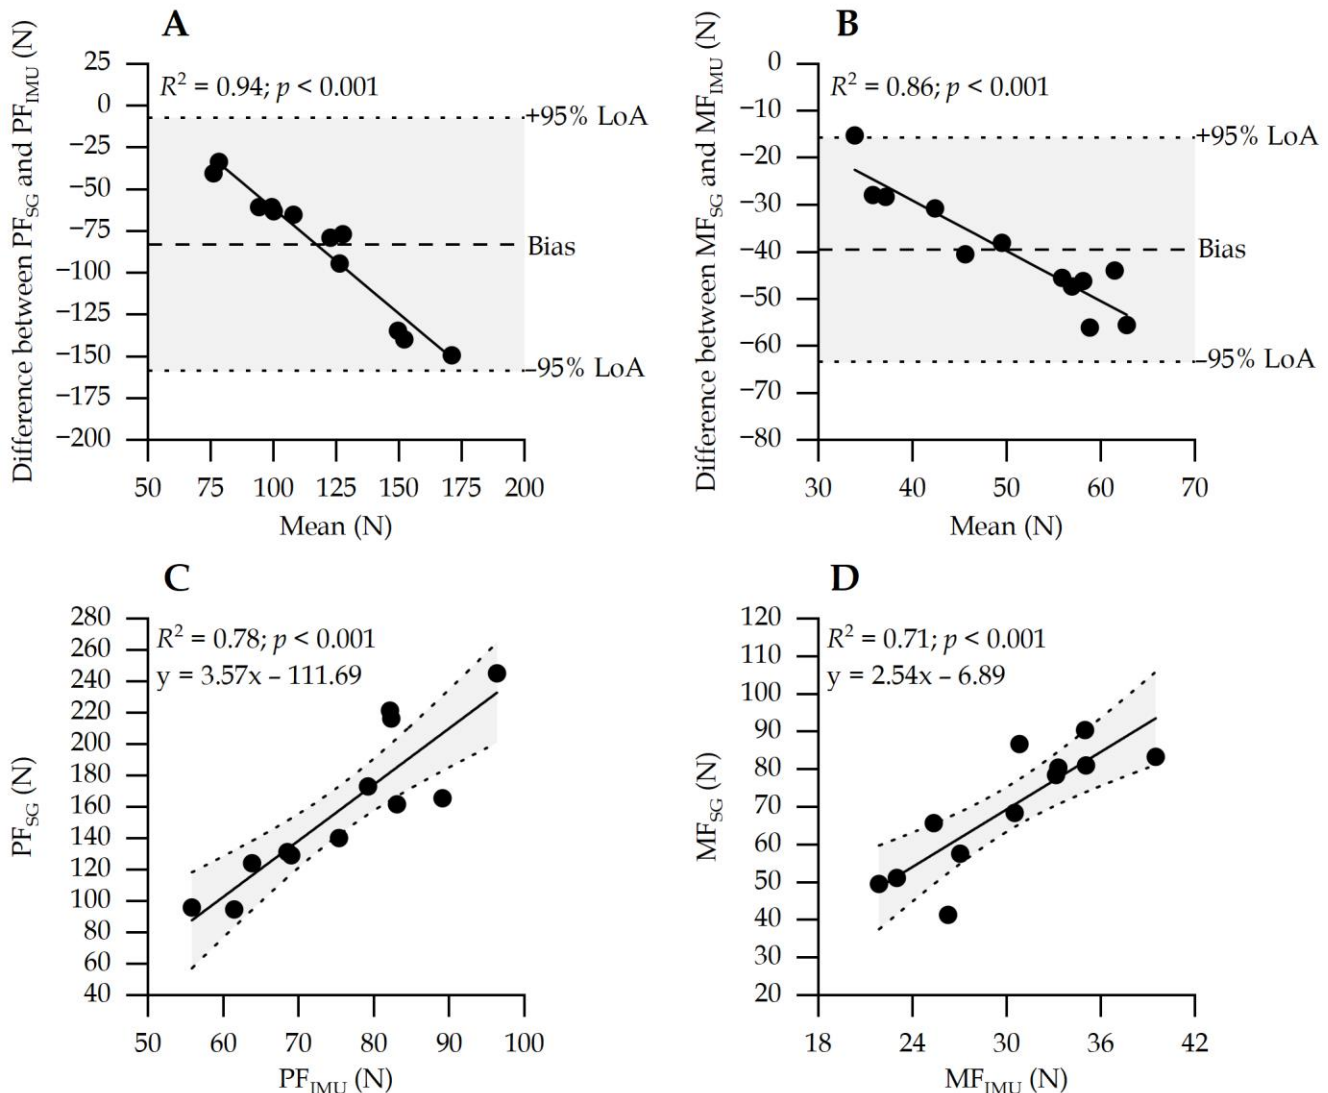 A
Difference between PF_SG and PF_IMU (N)
R² = 0.94; p < 0.001
25
0
−25
−50
−75
−100
−125
−150
−175
−200
+95% LoA
Bias
−95% LoA
50 75 100 125 150 175 200
Mean (N)
B
Difference between MF_SG and MF_IMU (N)
R² = 0.86; p < 0.001
0
−10
−20
−30
−40
−50
−60
−70
−80
+95% LoA
Bias
−95% LoA
30 40 50 60 70
Mean (N)
C
PF_SG (N)
R² = 0.78; p < 0.001
y = 3.57x − 111.69
280
260
240
220
200
180
160
140
120
100
80
60
40
50 60 70 80 90 100
PF_IMU (N)
D
MF_SG (N)
R² = 0.71; p < 0.001
y = 2.54x − 6.89
120
110
100
90
80
70
60
50
40
30
20
18 24 30 36 42
MF_IMU (N)